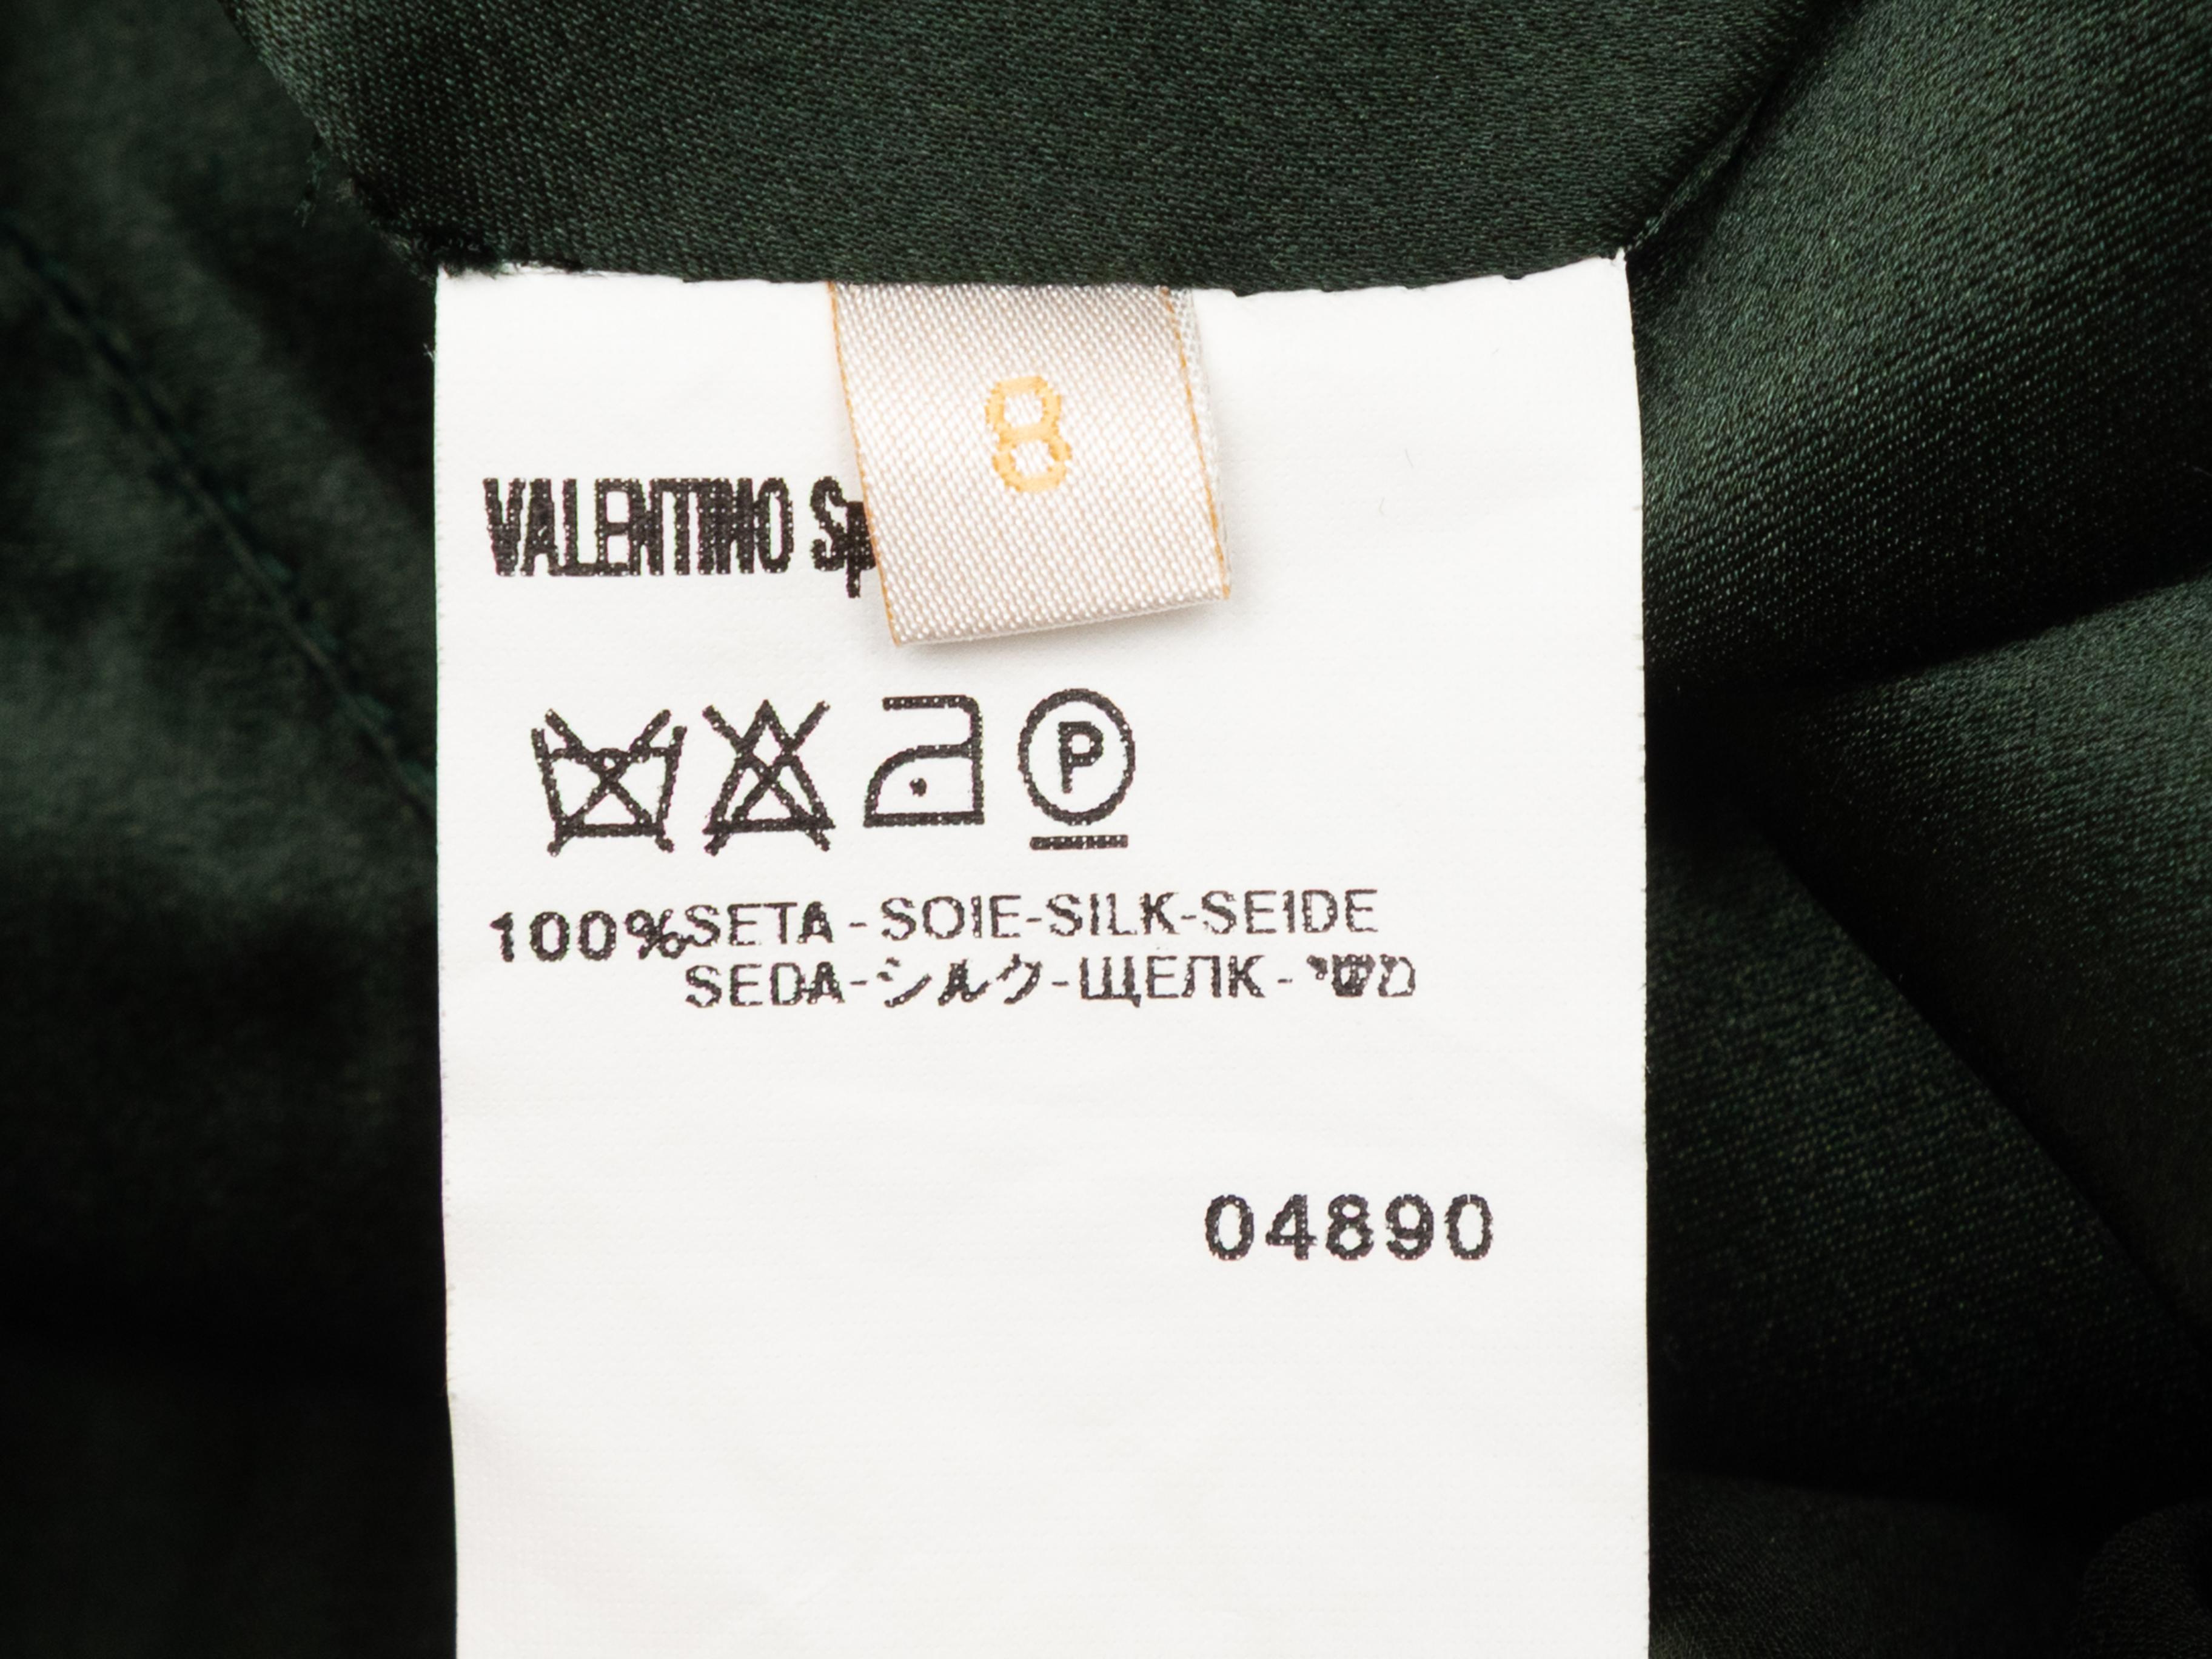 8
VALENTINO Sp
P
100% SETA-SOIE-SILK-SEIDE
SEDA-シルク-ЩЕЛК-משי
04890